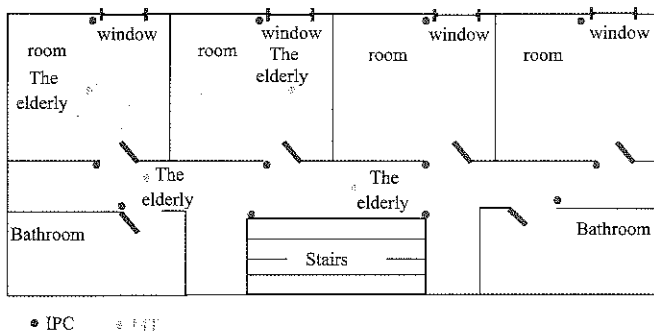 window
window
window
window
room
room
room
room
The
elderly
The
elderly
The
elderly
The
elderly
Bathroom
Stairs
Bathroom
IPC